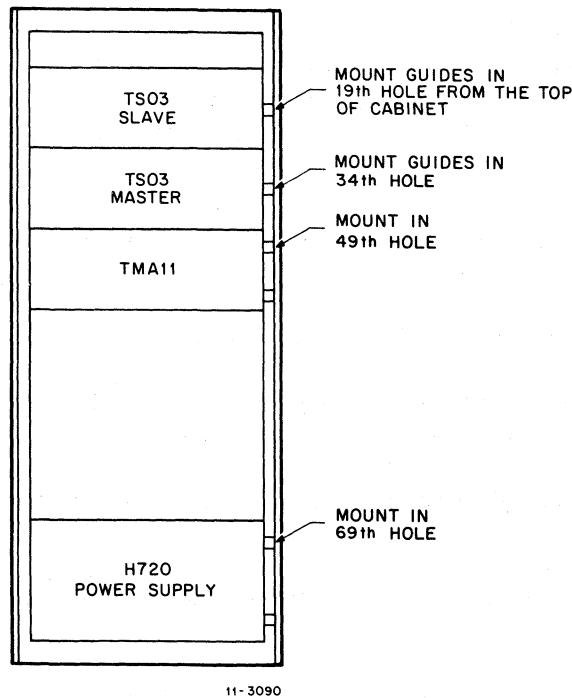 TS03
SLAVE
MOUNT GUIDES IN
19th HOLE FROM THE TOP
OF CABINET
TS03
MASTER
MOUNT GUIDES IN
34th HOLE
TMA11
MOUNT IN
49th HOLE
MOUNT IN
69th HOLE
H720
POWER SUPPLY
11-3090